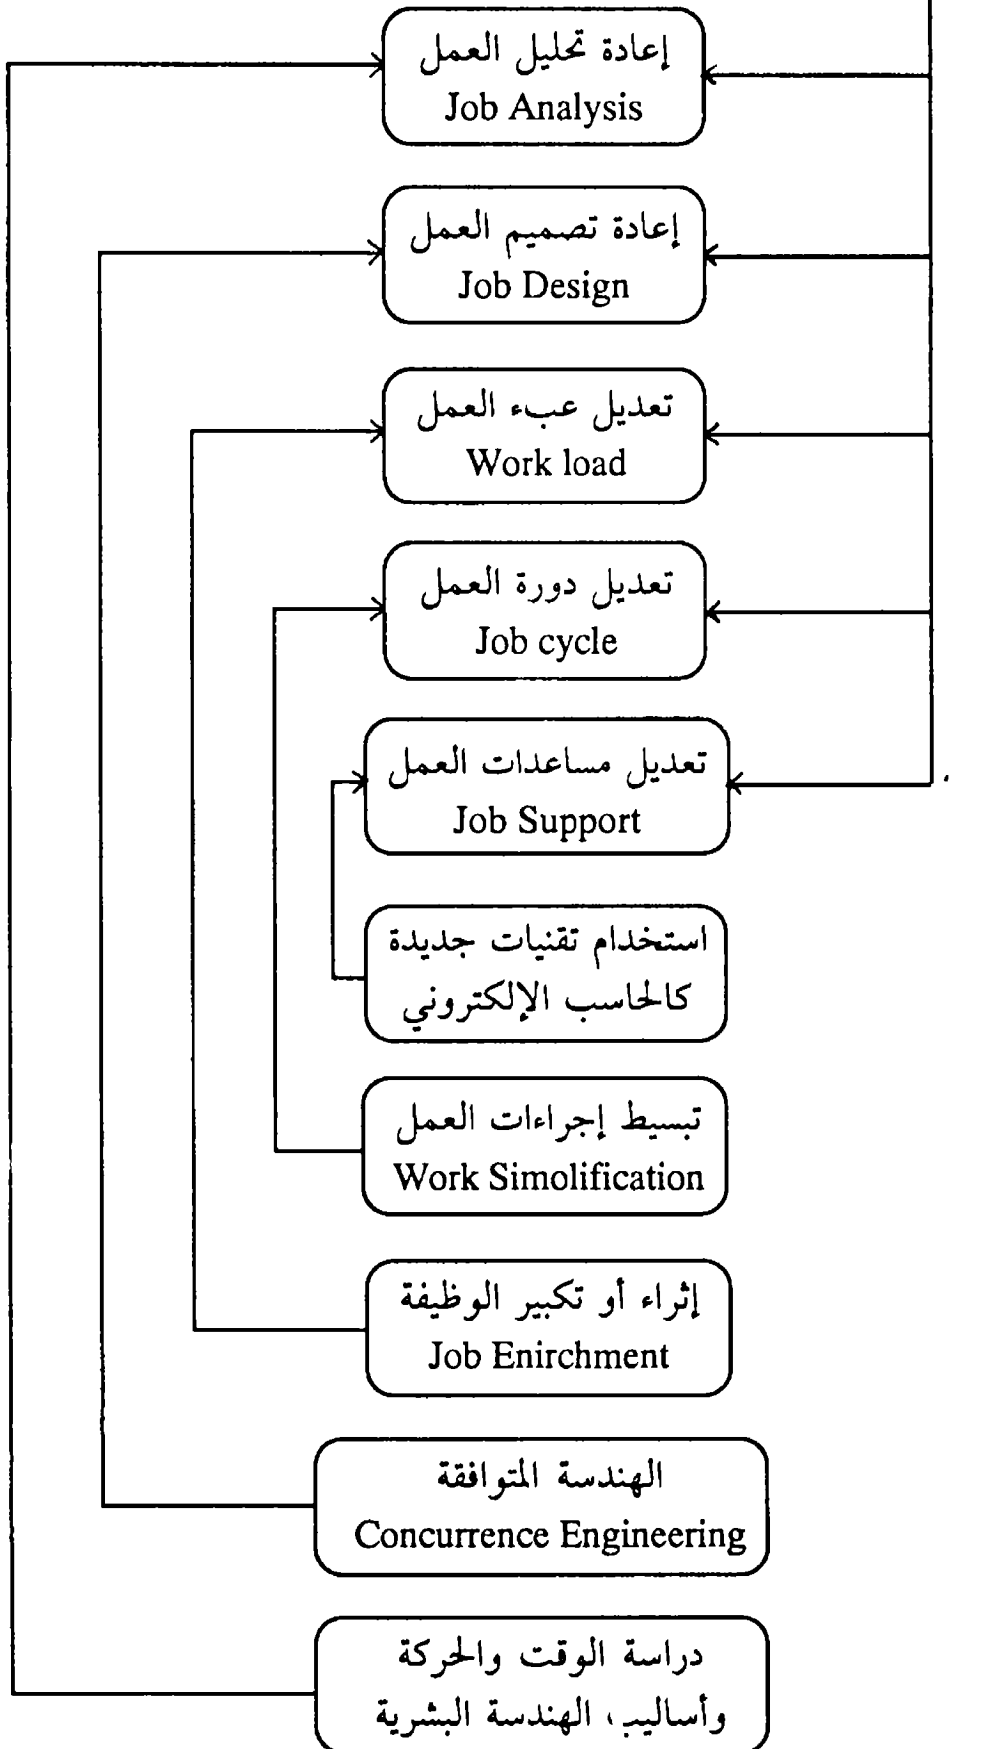 إعادة تحليل العمل
Job Analysis
إعادة تصميم العمل
Job Design
تعديل عبء العمل
Work load
تعديل دورة العمل
Job cycle
تعديل مساعدات العمل
Job Support
استخدام تقنيات جديدة
كالحاسب الإلكتروني
تبسيط إجراءات العمل
Work Simolification
إثراء أو تكبير الوظيفة
Job Enirchment
الهندسة المتوافقة
Concurrence Engineering
دراسة الوقت والحركة
وأساليب، الهندسة البشرية